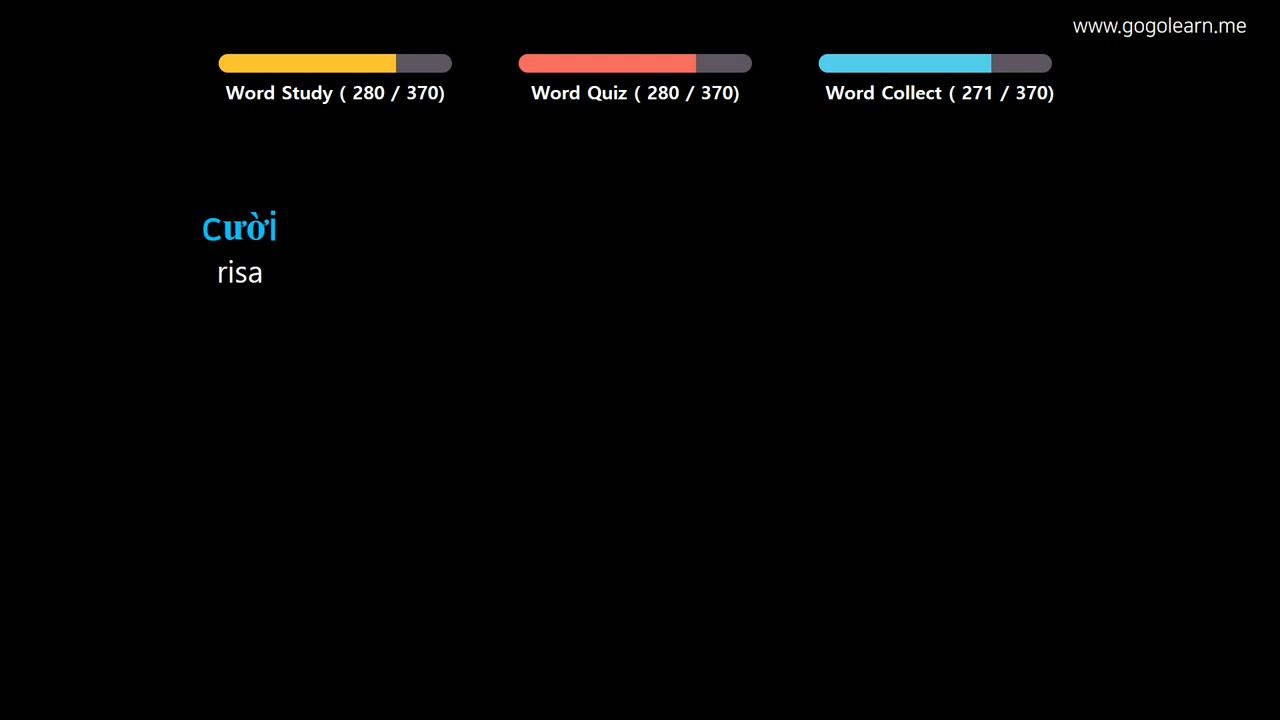 www.gogolearn.me
Word Study ( 280 / 370)
Word Quiz ( 280 / 370)
Word Collect ( 271 / 370)
cười
risa